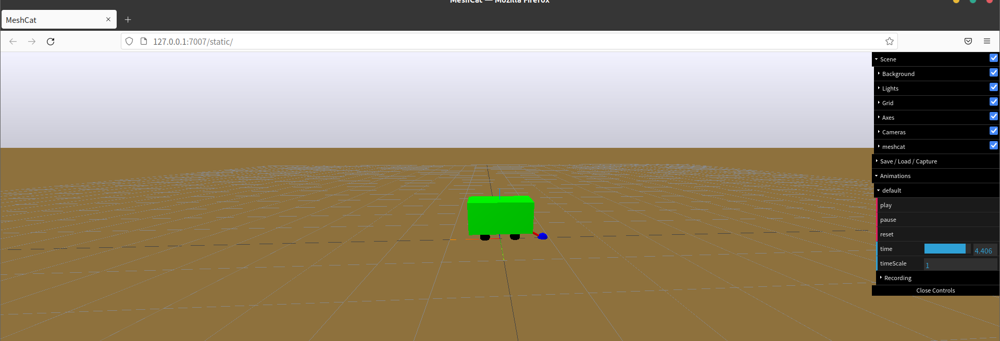 MeshCat — Mozilla Firefox
MeshCat
127.0.0.1:7007/static/
Scene
Background
Lights
Grid
Axes
Cameras
meshcat
Save / Load / Capture
Animations
default
play
pause
reset
time 4.406
timeScale 1
Recording
Close Controls